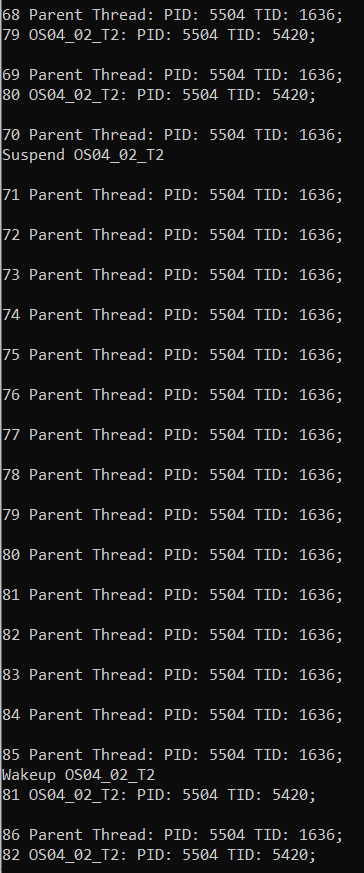 68 Parent Thread: PID: 5504 TID: 1636;
79 OS04_02_T2: PID: 5504 TID: 5420;
69 Parent Thread: PID: 5504 TID: 1636;
80 OS04_02_T2: PID: 5504 TID: 5420;
70 Parent Thread: PID: 5504 TID: 1636;
Suspend OS04_02_T2
71 Parent Thread: PID: 5504 TID: 1636;
72 Parent Thread: PID: 5504 TID: 1636;
73 Parent Thread: PID: 5504 TID: 1636;
74 Parent Thread: PID: 5504 TID: 1636;
75 Parent Thread: PID: 5504 TID: 1636;
76 Parent Thread: PID: 5504 TID: 1636;
77 Parent Thread: PID: 5504 TID: 1636;
78 Parent Thread: PID: 5504 TID: 1636;
79 Parent Thread: PID: 5504 TID: 1636;
80 Parent Thread: PID: 5504 TID: 1636;
81 Parent Thread: PID: 5504 TID: 1636;
82 Parent Thread: PID: 5504 TID: 1636;
83 Parent Thread: PID: 5504 TID: 1636;
84 Parent Thread: PID: 5504 TID: 1636;
85 Parent Thread: PID: 5504 TID: 1636;
Wakeup OS04_02_T2
81 OS04_02_T2: PID: 5504 TID: 5420;
86 Parent Thread: PID: 5504 TID: 1636;
82 OS04_02_T2: PID: 5504 TID: 5420;